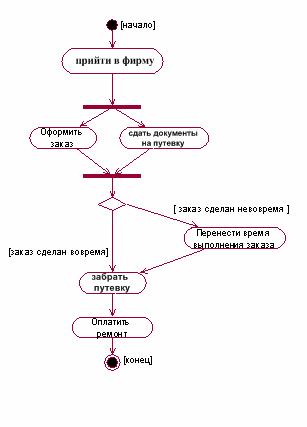 [начало]
прийти в фирму
Оформить
заказ
сдать документы
на путевку
[ заказ сделан невовремя ]
Перенести время
выполнения заказа
[заказ сделан вовремя]
забрать
путевку
Оплатить
ремонт
[конец]